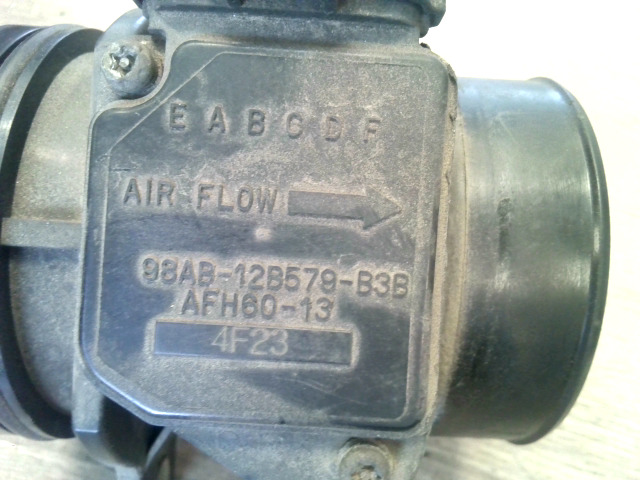 E A B C D F
AIR FLOW
98AB-12B579-B3B
AFH60-13
4F23